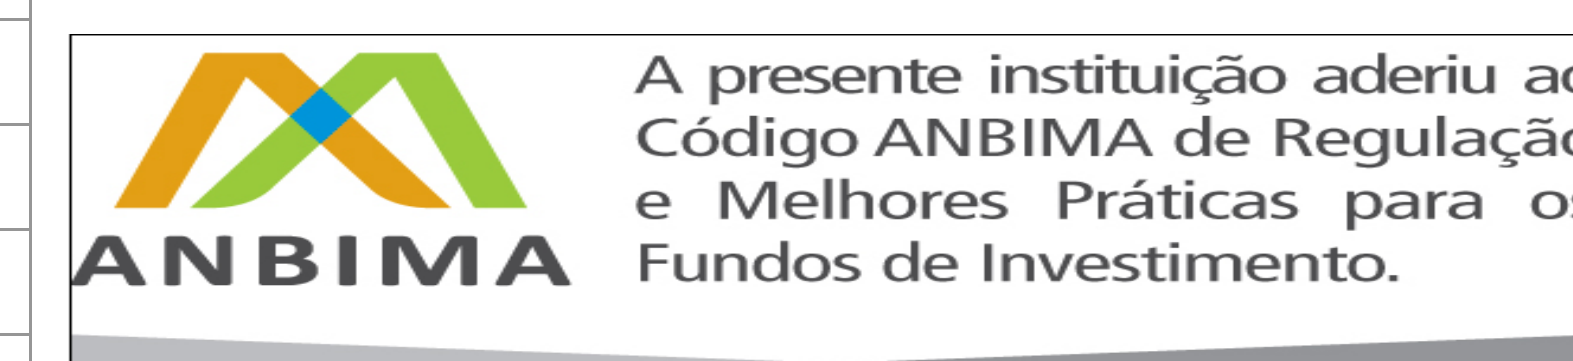 A presente instituição aderiu ao
Código ANBIMA de Regulação
e Melhores Práticas para os
Fundos de Investimento.
ANBIMA